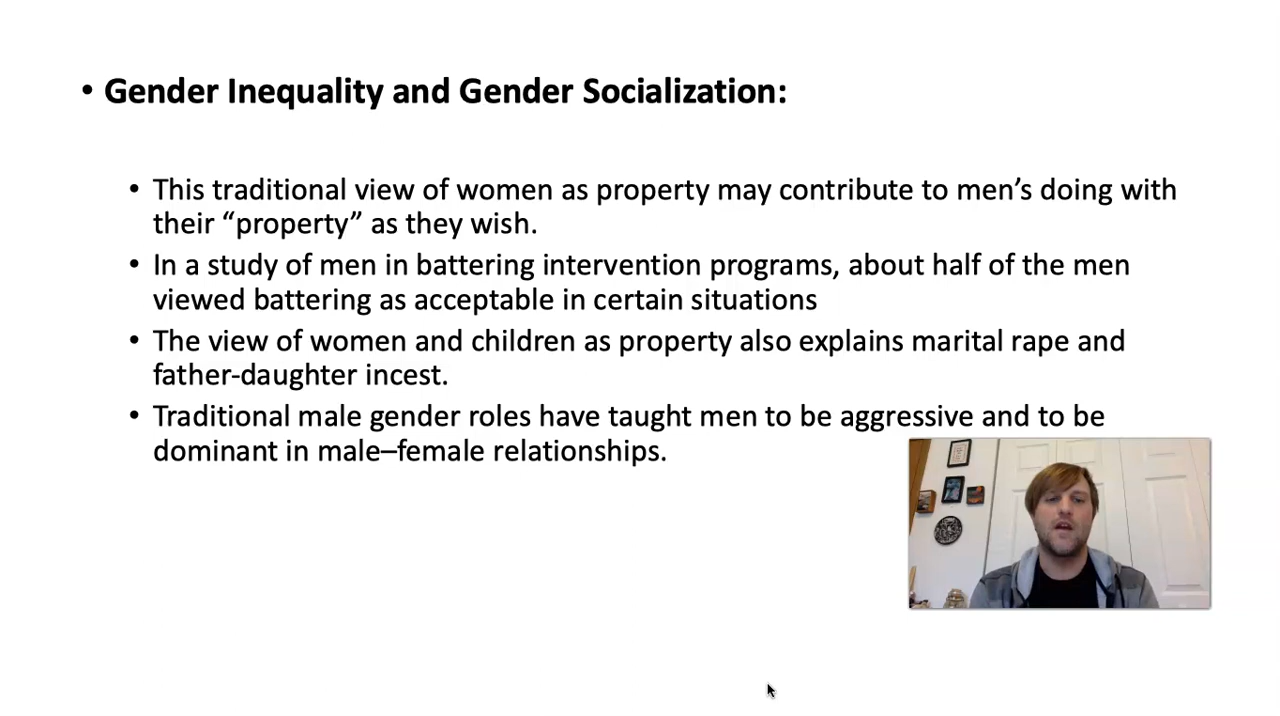 • Gender Inequality and Gender Socialization:
• This traditional view of women as property may contribute to men’s doing with
their “property” as they wish.
• In a study of men in battering intervention programs, about half of the men
viewed battering as acceptable in certain situations
• The view of women and children as property also explains marital rape and
father-daughter incest.
• Traditional male gender roles have taught men to be aggressive and to be
dominant in male–female relationships.